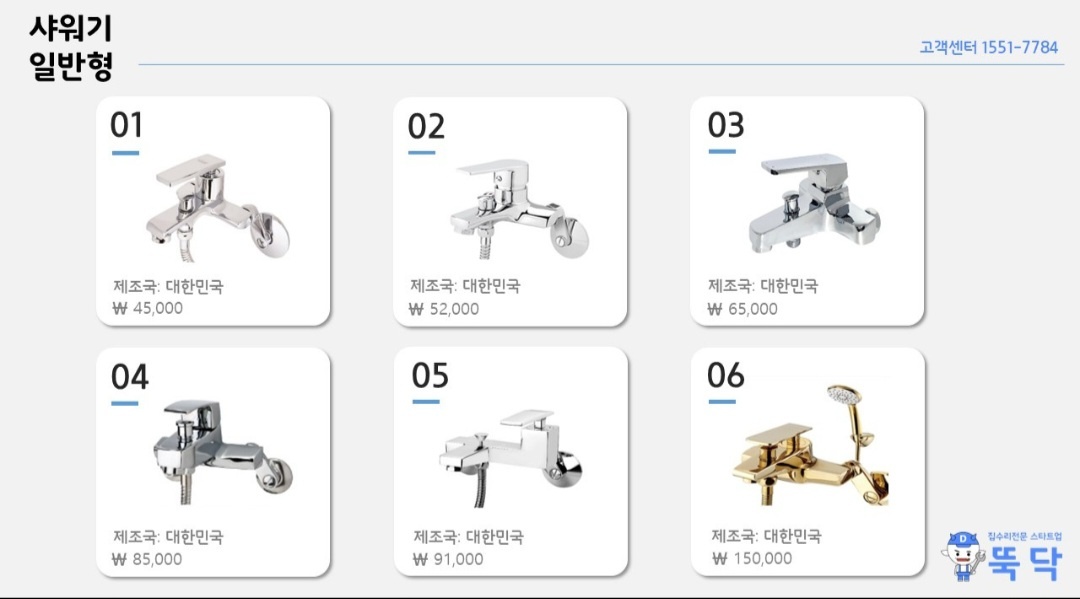 샤워기
일반형
고객센터 1551-7784
01
제조국: 대한민국
₩ 45,000
02
제조국: 대한민국
₩ 52,000
03
제조국: 대한민국
₩ 65,000
04
제조국: 대한민국
₩ 85,000
05
제조국: 대한민국
₩ 91,000
06
제조국: 대한민국
₩ 150,000
D
집수리전문 스타트업
뚝닥